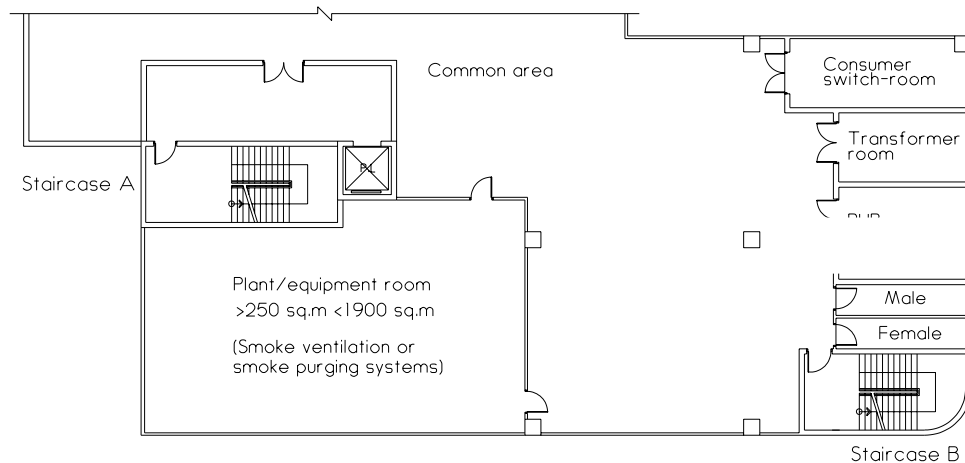 Common area
Consumer
switch-room
Transformer
room
Staircase A
Plant/equipment room
>250 sq.m <1900 sq.m
(Smoke ventilation or
smoke purging systems)
Male
Female
Staircase B